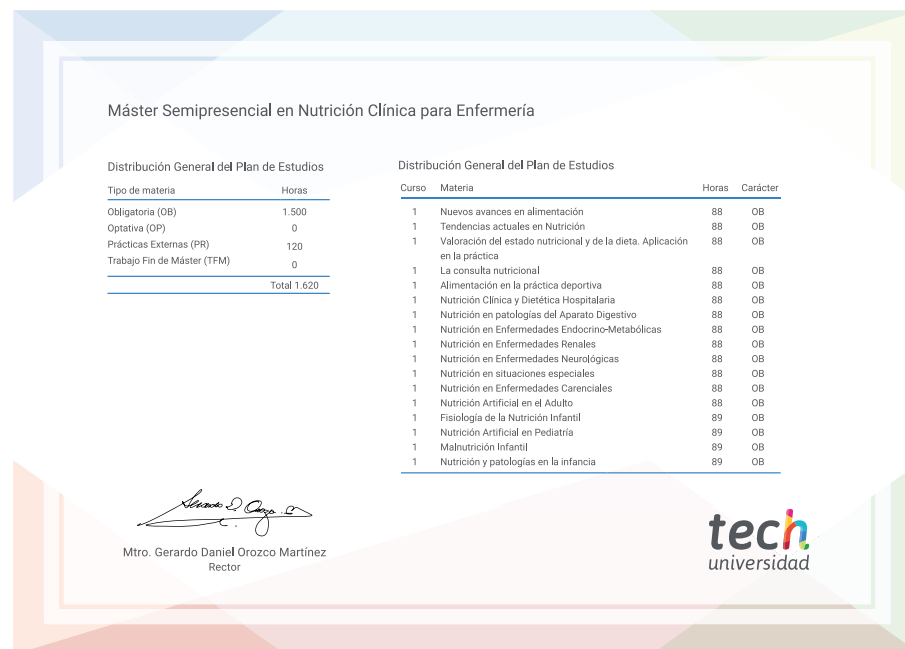 Máster Semipresencial en Nutrición Clínica para Enfermería
Distribución General del Plan de Estudios
Tipo de materia Horas
Obligatoria (OB) 1.500
Optativa (OP) 0
Prácticas Externas (PR) 120
Trabajo Fin de Máster (TFM) 0
Total 1.620
Distribución General del Plan de Estudios
Curso Materia Horas Carácter
1 Nuevos avances en alimentación 88 OB
1 Tendencias actuales en Nutrición 88 OB
1 Valoración del estado nutricional y de la dieta. Aplicación 88 OB
en la práctica
1 La consulta nutricional 88 OB
1 Alimentación en la práctica deportiva 88 OB
1 Nutrición Clínica y Dietética Hospitalaria 88 OB
1 Nutrición en patologías del Aparato Digestivo 88 OB
1 Nutrición en Enfermedades Endocrino-Metabólicas 88 OB
1 Nutrición en Enfermedades Renales 88 OB
1 Nutrición en Enfermedades Neurológicas 88 OB
1 Nutrición en situaciones especiales 88 OB
1 Nutrición en Enfermedades Carenciales 88 OB
1 Nutrición Artificial en el Adulto 88 OB
1 Fisiología de la Nutrición Infantil 89 OB
1 Nutrición Artificial en Pediatría 89 OB
1 Malnutrición Infantil 89 OB
1 Nutrición y patologías en la infancia 89 OB
Mtro. Gerardo Daniel Orozco Martínez
Rector
tech
universidad